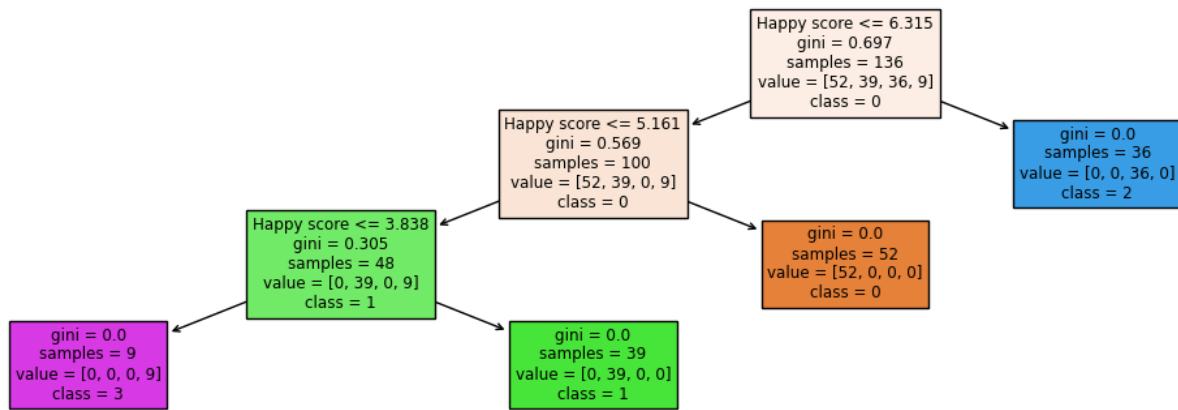 Happy score <= 6.315
gini = 0.697
samples = 136
value = [52, 39, 36, 9]
class = 0
Happy score <= 5.161
gini = 0.569
samples = 100
value = [52, 39, 0, 9]
class = 0
gini = 0.0
samples = 36
value = [0, 0, 36, 0]
class = 2
Happy score <= 3.838
gini = 0.305
samples = 48
value = [0, 39, 0, 9]
class = 1
gini = 0.0
samples = 52
value = [52, 0, 0, 0]
class = 0
gini = 0.0
samples = 9
value = [0, 0, 0, 9]
class = 3
gini = 0.0
samples = 39
value = [0, 39, 0, 0]
class = 1